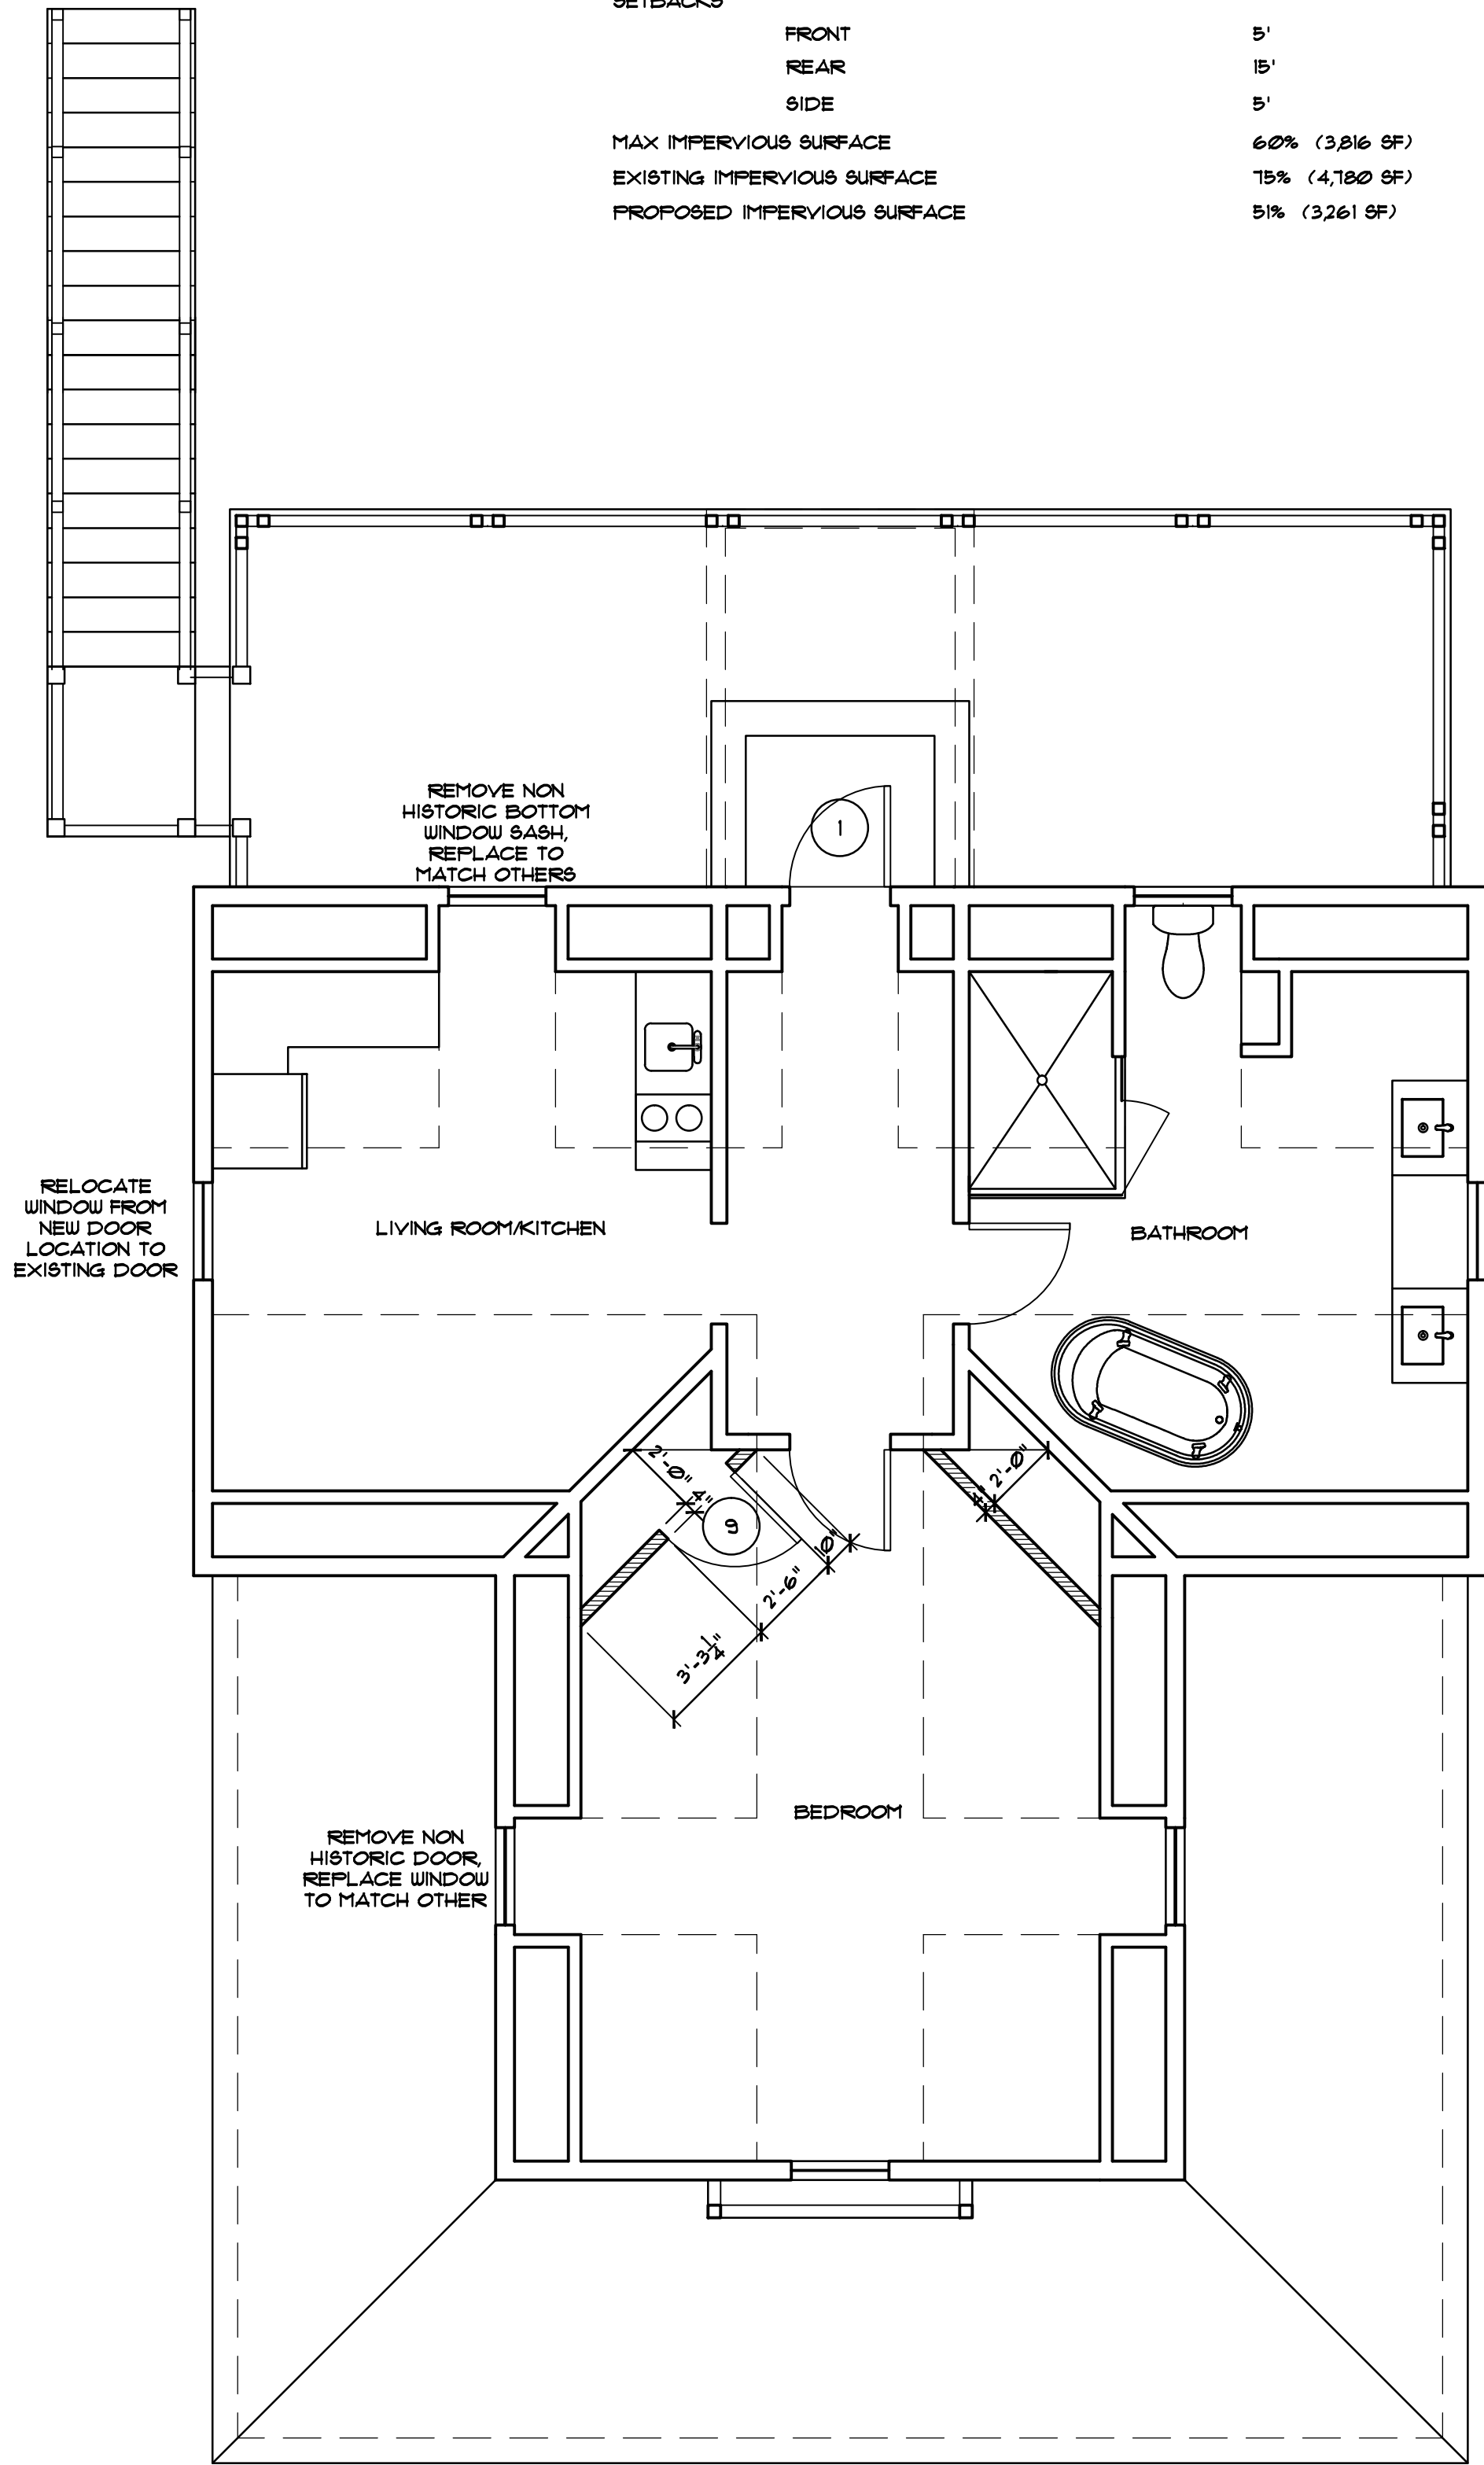 SETBACKS
FRONT 5'
REAR 15'
SIDE 5'
MAX IMPERVIOUS SURFACE 60% (3,816 SF)
EXISTING IMPERVIOUS SURFACE 75% (4,780 SF)
PROPOSED IMPERVIOUS SURFACE 51% (3,261 SF)
REMOVE NON
HISTORIC BOTTOM
WINDOW SASH,
REPLACE TO
MATCH OTHERS
1
RELOCATE
WINDOW FROM
NEW DOOR
LOCATION TO
EXISTING DOOR
LIVING ROOM/KITCHEN
BATHROOM
2'-0"
4"
9
2'-0"
4"
10"
2'-6"
3'-3 1/4"
BEDROOM
REMOVE NON
HISTORIC DOOR,
REPLACE WINDOW
TO MATCH OTHER